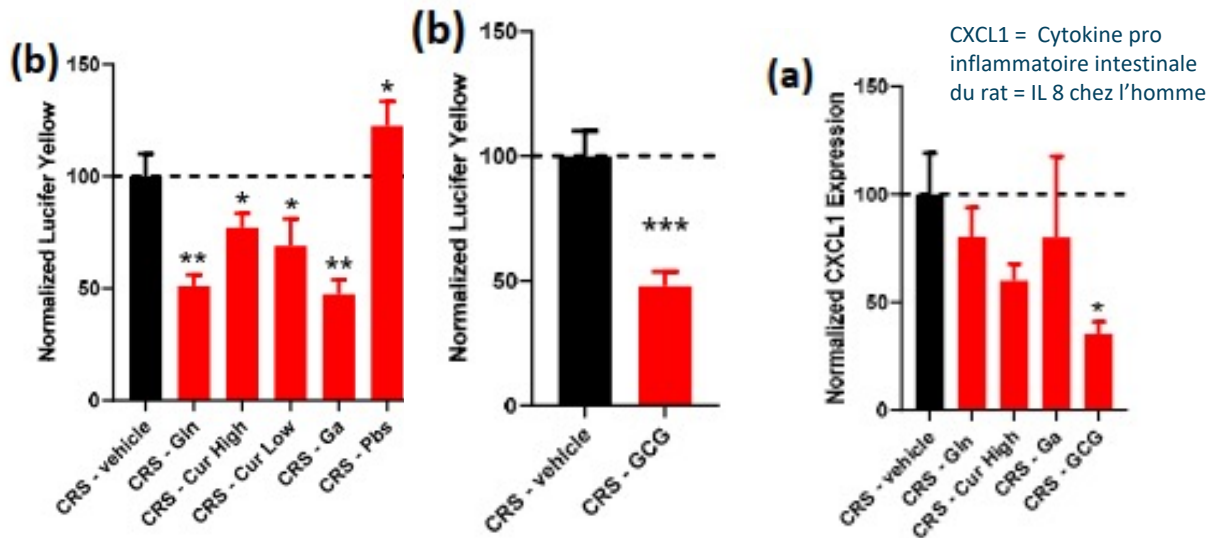 (b)
Normalized Lucifer Yellow
150
100
50
0
**
*
*
**
*
CRS - vehicle
CRS - Gln
CRS - Cur High
CRS - Cur Low
CRS - Ga
CRS - Pbs
(b)
Normalized Lucifer Yellow
150
100
50
0
***
CRS - vehicle
CRS - GCG
CXCL1 = Cytokine pro
inflammatoire intestinale
du rat = IL 8 chez l’homme
(a)
Normalized CXCL1 Expression
150
100
50
0
*
CRS - vehicle
CRS - Gln
CRS - Cur High
CRS - Ga
CRS - GCG